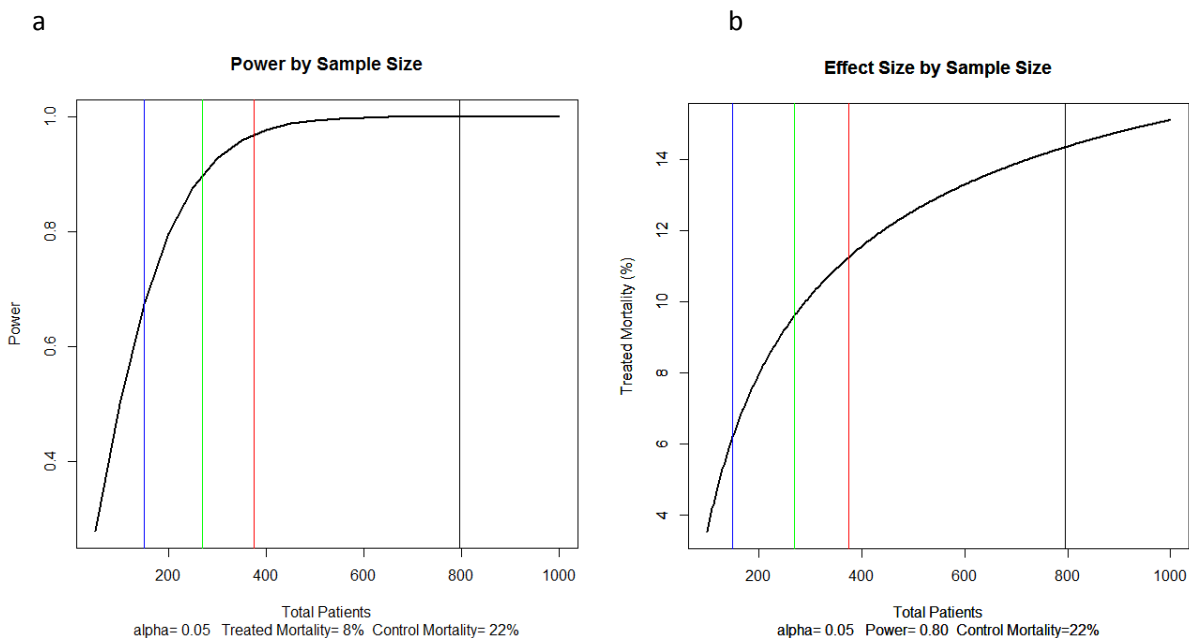 a
Power by Sample Size
Power
1.0
0.8
0.6
0.4
200 400 600 800 1000
Total Patients
alpha= 0.05 Treated Mortality= 8% Control Mortality= 22%
b
Effect Size by Sample Size
Treated Mortality (%)
14
12
10
8
6
4
200 400 600 800 1000
Total Patients
alpha= 0.05 Power= 0.80 Control Mortality=22%